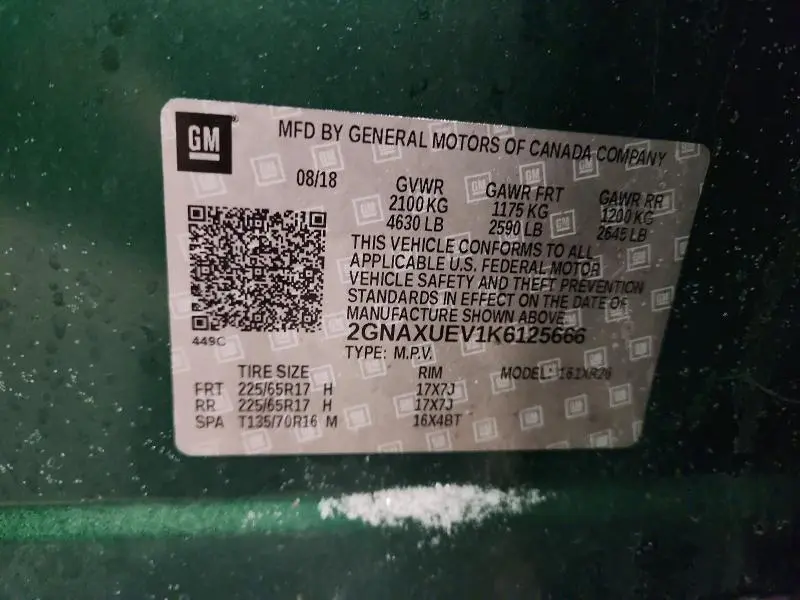 GM
MFD BY GENERAL MOTORS OF CANADA COMPANY
08/18
GVWR GAWR FRT GAWR RR
2100 KG 1175 KG 1200 KG
4630 LB 2590 LB 2645 LB
THIS VEHICLE CONFORMS TO ALL
APPLICABLE U.S. FEDERAL MOTOR
VEHICLE SAFETY AND THEFT PREVENTION
STANDARDS IN EFFECT ON THE DATE OF
MANUFACTURE SHOWN ABOVE.
2GNAXUEV1K6125666
449C
TYPE: M.P.V.
TIRE SIZE RIM MODEL: 161XR26
FRT 225/65R17 H 17X7J
RR 225/65R17 H 17X7J
SPA T135/70R16 M 16X4BT